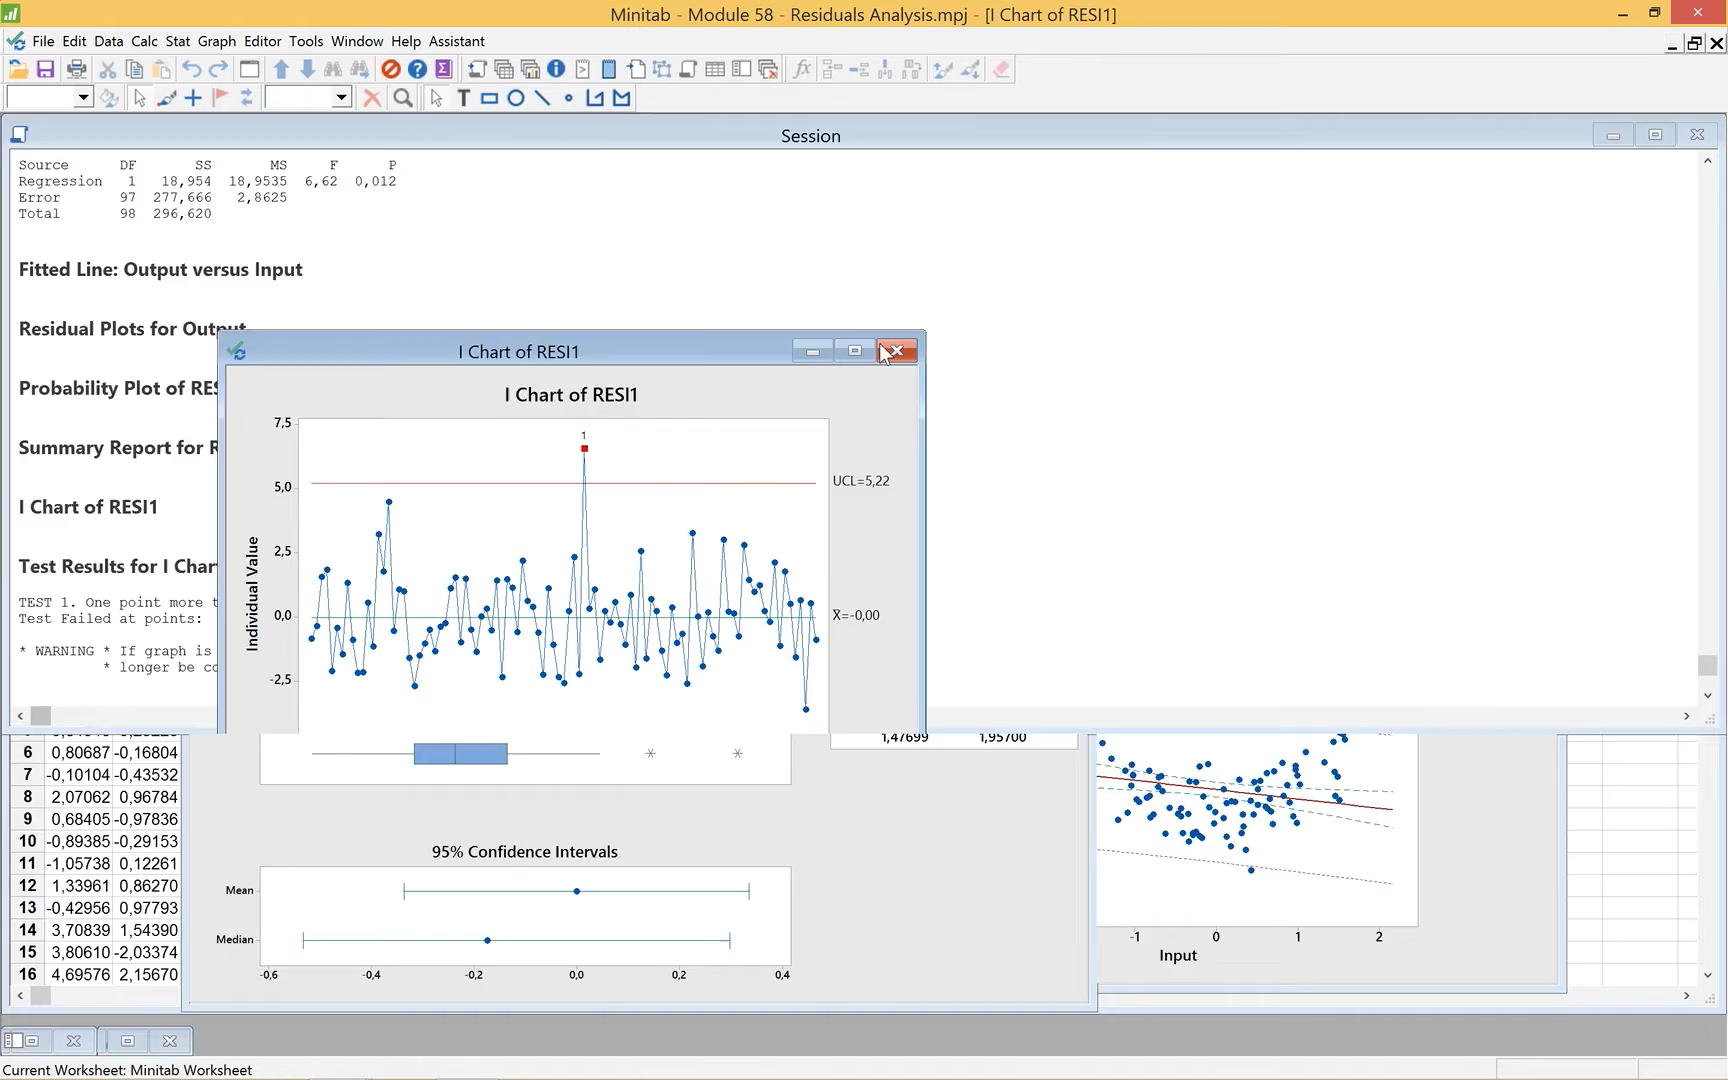 Minitab - Module 58 - Residuals Analysis.mpj - [I Chart of RESI1]
File Edit Data Calc Stat Graph Editor Tools Window Help Assistant
Session
Source DF SS MS F P
Regression 1 18,954 18,9535 6,62 0,012
Error 97 277,666 2,8625
Total 98 296,620
Fitted Line: Output versus Input
Residual Plots for Output
Probability Plot of RES
Summary Report for R
I Chart of RESI1
Test Results for I Char
TEST 1. One point more t
Test Failed at points:
* WARNING * If graph is
* longer be co
I Chart of RESI1
I Chart of RESI1
7,5
5,0
2,5
0,0
-2,5
Individual Value
1
UCL=5,22
X̄=-0,00
1,47699 1,95700
6 0,80687 -0,16804
7 -0,10104 -0,43532
8 2,07062 0,96784
9 0,68405 -0,97836
10 -0,89385 -0,29153
11 -1,05738 0,12261
12 1,33961 0,86270
13 -0,42956 0,97793
14 3,70839 1,54390
15 3,80610 -2,03374
16 4,69576 2,15670
95% Confidence Intervals
Mean
Median
-0,6 -0,4 -0,2 0,0 0,2 0,4
-1 0 1 2
Input
Current Worksheet: Minitab Worksheet